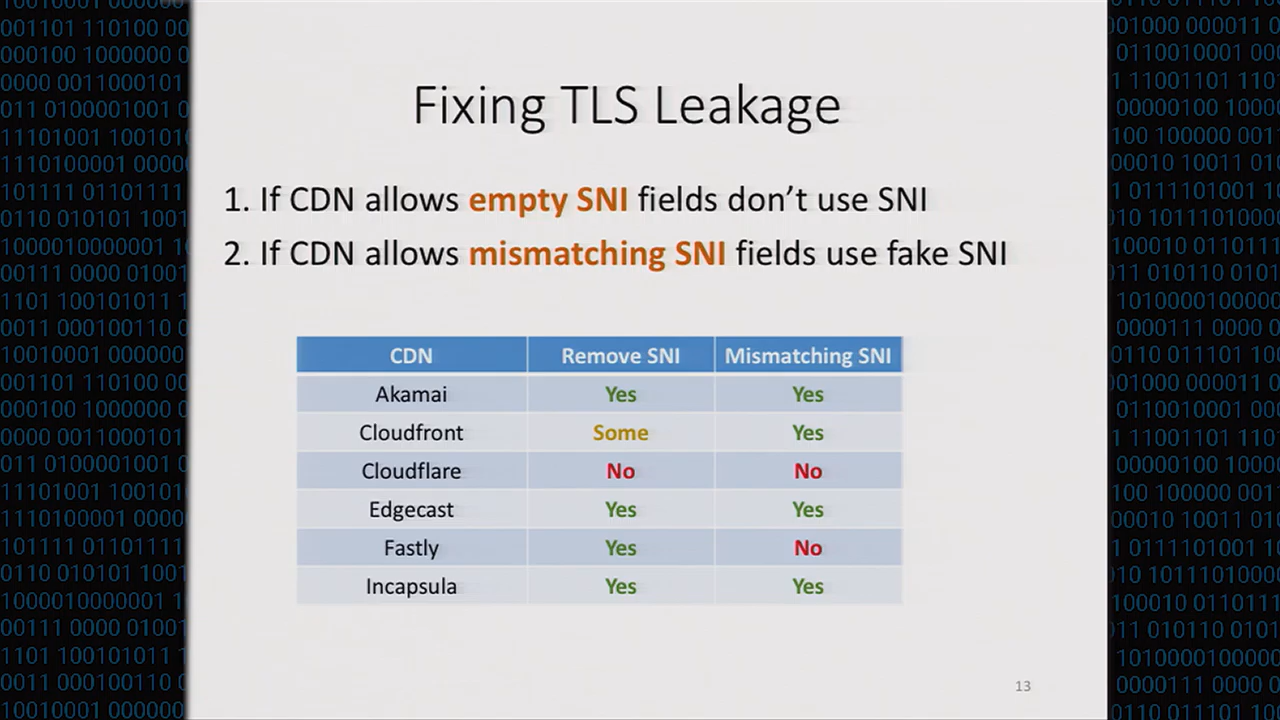 Fixing TLS Leakage
1. If CDN allows empty SNI fields don't use SNI
2. If CDN allows mismatching SNI fields use fake SNI
CDN Remove SNI Mismatching SNI
Akamai Yes Yes
Cloudfront Some Yes
Cloudflare No No
Edgecast Yes Yes
Fastly Yes No
Incapsula Yes Yes
13